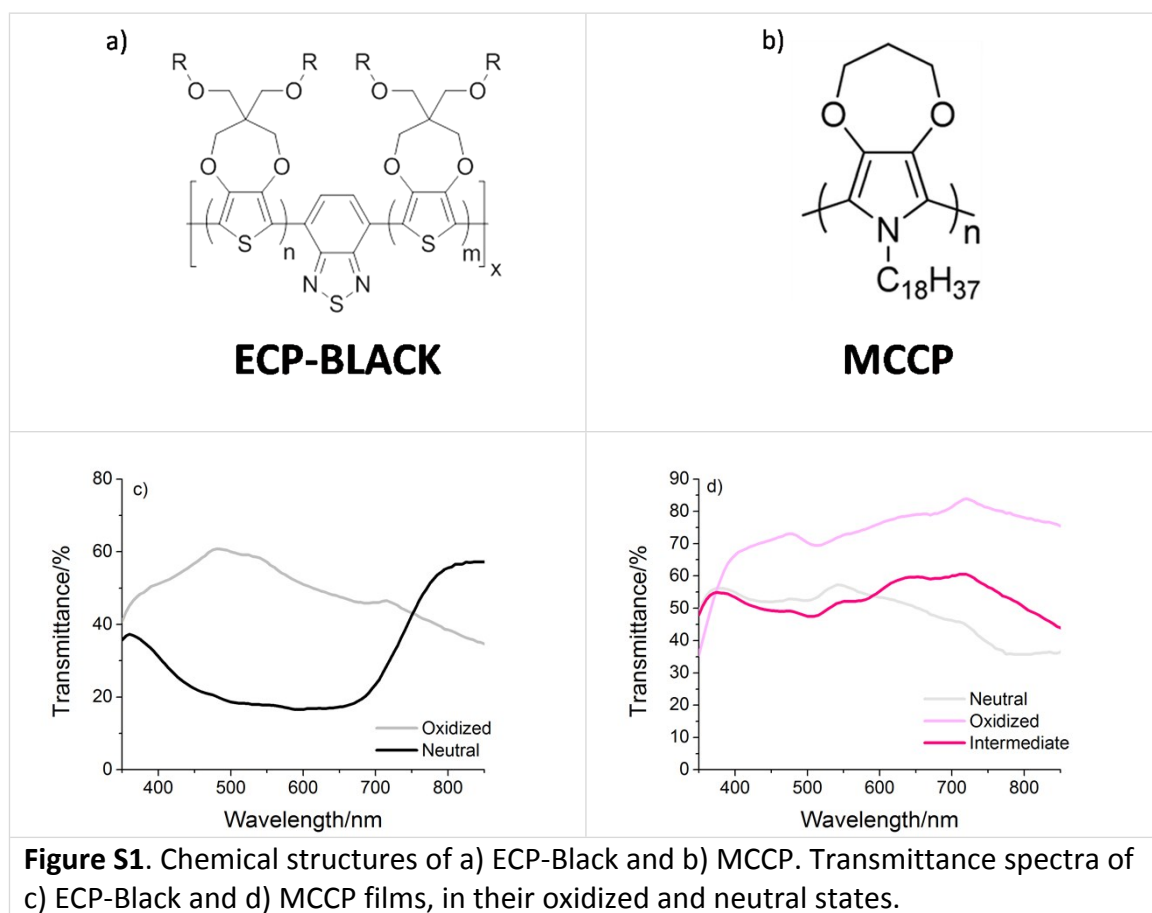 a)
R R R R
O O O O
O O O O
S n S m x
N N
S
ECP-BLACK
b)
O O
N n
C18H37
MCCP
c)
80
60
40
20
0
Transmittance/%
Oxidized
Neutral
400 500 600 700 800
Wavelength/nm
d)
90
80
70
60
50
40
30
20
10
0
Transmittance/%
Neutral
Oxidized
Intermediate
400 500 600 700 800
Wavelength/nm
Figure S1. Chemical structures of a) ECP-Black and b) MCCP. Transmittance spectra of
c) ECP-Black and d) MCCP films, in their oxidized and neutral states.